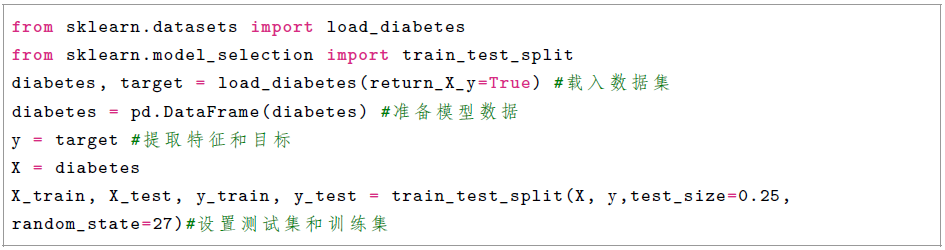 from sklearn.datasets import load_diabetes
from sklearn.model_selection import train_test_split
diabetes, target = load_diabetes(return_X_y=True) #载入数据集
diabetes = pd.DataFrame(diabetes) #准备模型数据
y = target #提取特征和目标
X = diabetes
X_train, X_test, y_train, y_test = train_test_split(X, y,test_size=0.25,
random_state=27)#设置测试集和训练集